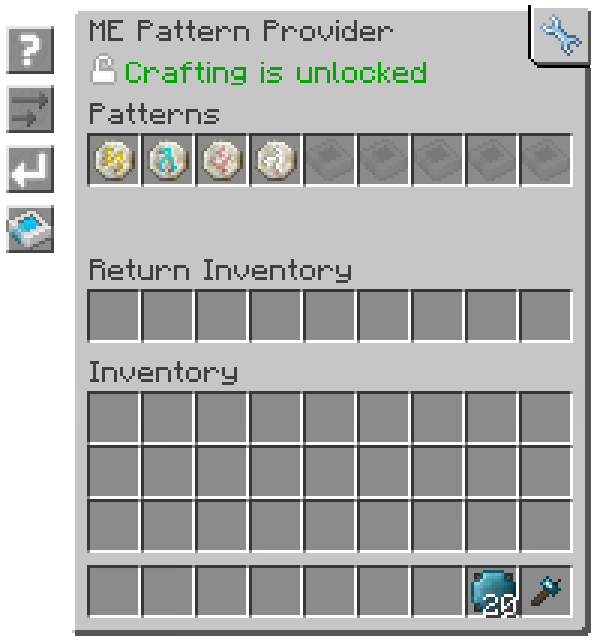 ?
ME Pattern Provider
Crafting is unlocked
Patterns
Return Inventory
Inventory
20